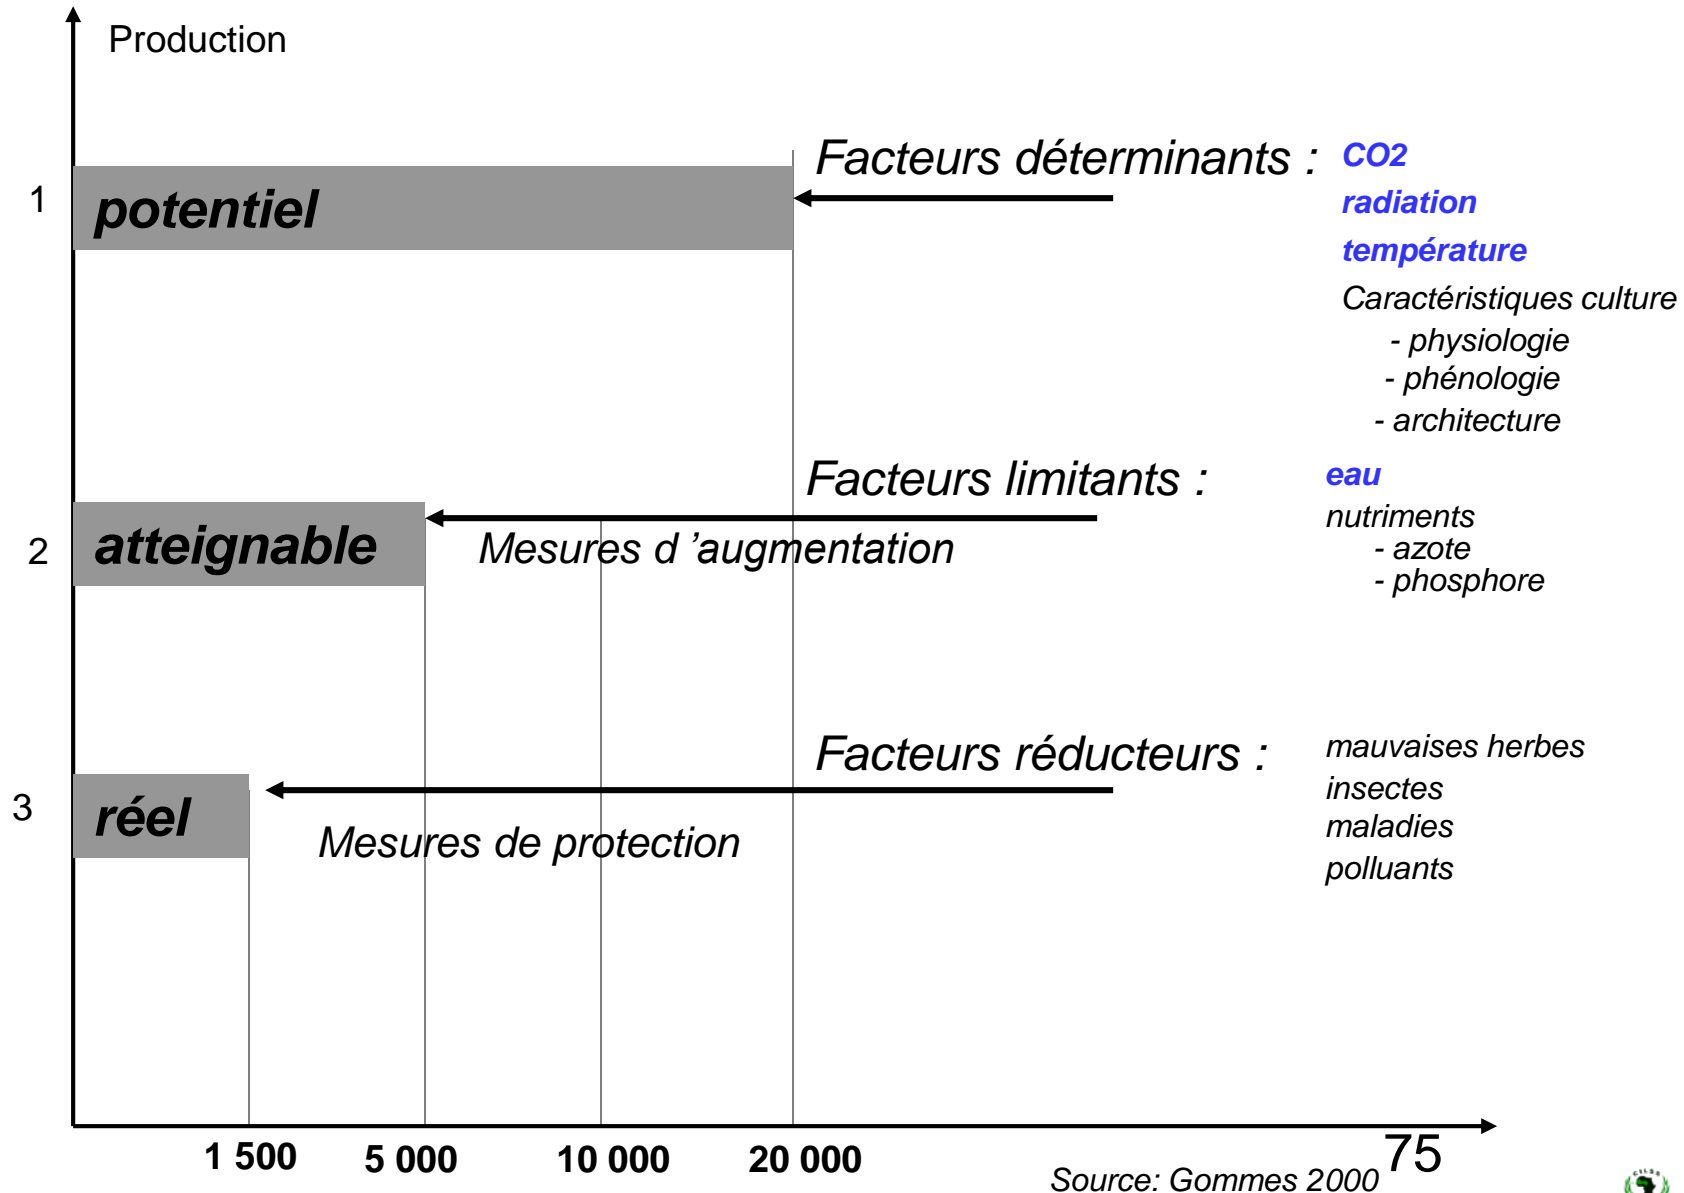 Production
Facteurs déterminants :
CO2
radiation
température
Caractéristiques culture
- physiologie
- phénologie
- architecture
1
potentiel
Facteurs limitants :
eau
nutriments
- azote
- phosphore
2
atteignable
Mesures d ’augmentation
Facteurs réducteurs :
mauvaises herbes
insectes
maladies
polluants
3
réel
Mesures de protection
1 500
5 000
10 000
20 000
75
Source: Gommes 2000
CILSS